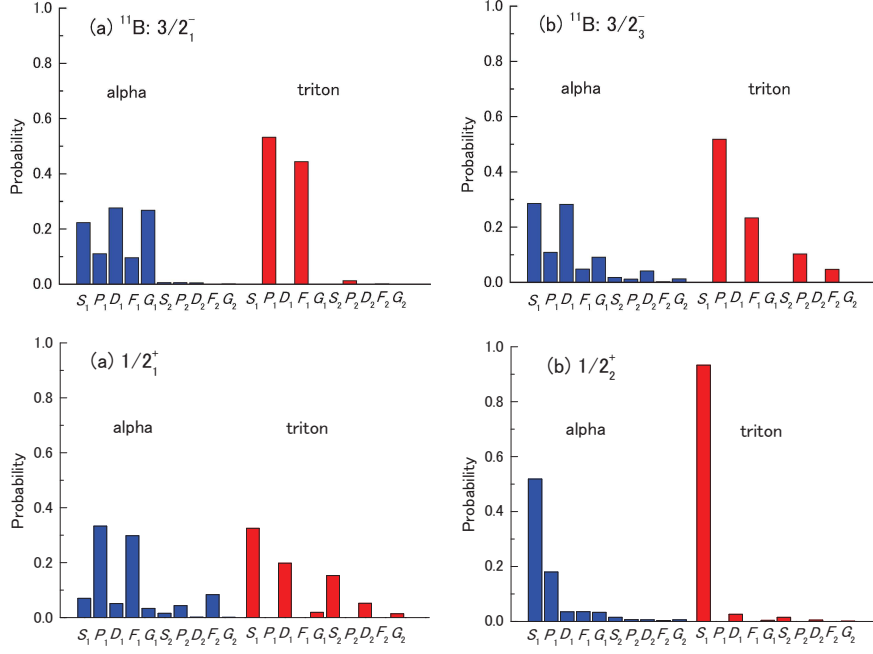 (a) ¹¹B: 3/2₁⁻
alpha
triton
Probability
1.0
0.8
0.6
0.4
0.2
0.0
S₁ P₁ D₁ F₁ G₁ S₂ P₂ D₂ F₂ G₂
S₁ P₁ D₁ F₁ G₁ S₂ P₂ D₂ F₂ G₂
(b) ¹¹B: 3/2₃⁻
alpha
triton
Probability
1.0
0.8
0.6
0.4
0.2
0.0
S₁ P₁ D₁ F₁ G₁ S₂ P₂ D₂ F₂ G₂
S₁ P₁ D₁ F₁ G₁ S₂ P₂ D₂ F₂ G₂
(a) 1/2₁⁺
alpha
triton
Probability
1.0
0.8
0.6
0.4
0.2
0.0
S₁ P₁ D₁ F₁ G₁ S₂ P₂ D₂ F₂ G₂
S₁ P₁ D₁ F₁ G₁ S₂ P₂ D₂ F₂ G₂
(b) 1/2₂⁺
alpha
triton
Probability
1.0
0.8
0.6
0.4
0.2
0.0
S₁ P₁ D₁ F₁ G₁ S₂ P₂ D₂ F₂ G₂
S₁ P₁ D₁ F₁ G₁ S₂ P₂ D₂ F₂ G₂